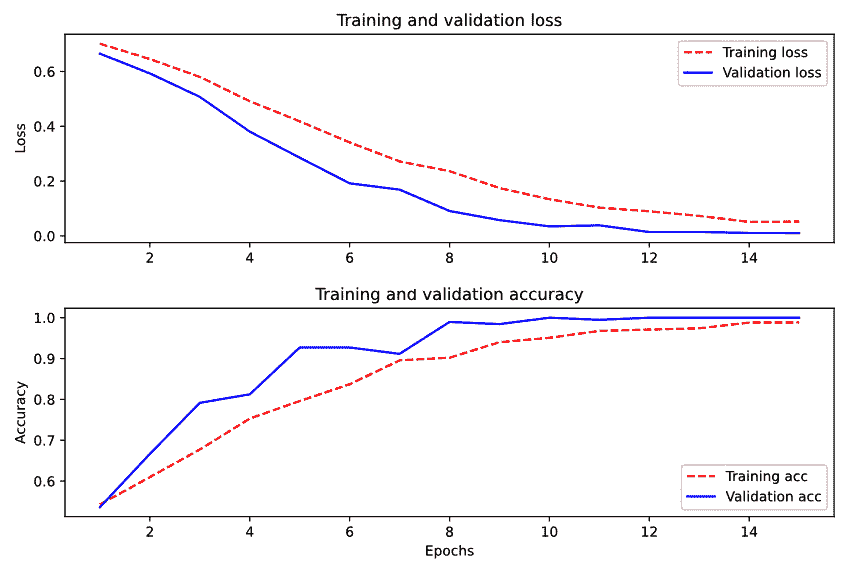 Training and validation loss
Training loss
Validation loss
Loss
0.6
0.4
0.2
0.0
2 4 6 8 10 12 14
Training and validation accuracy
Accuracy
1.0
0.9
0.8
0.7
0.6
Training acc
Validation acc
2 4 6 8 10 12 14
Epochs